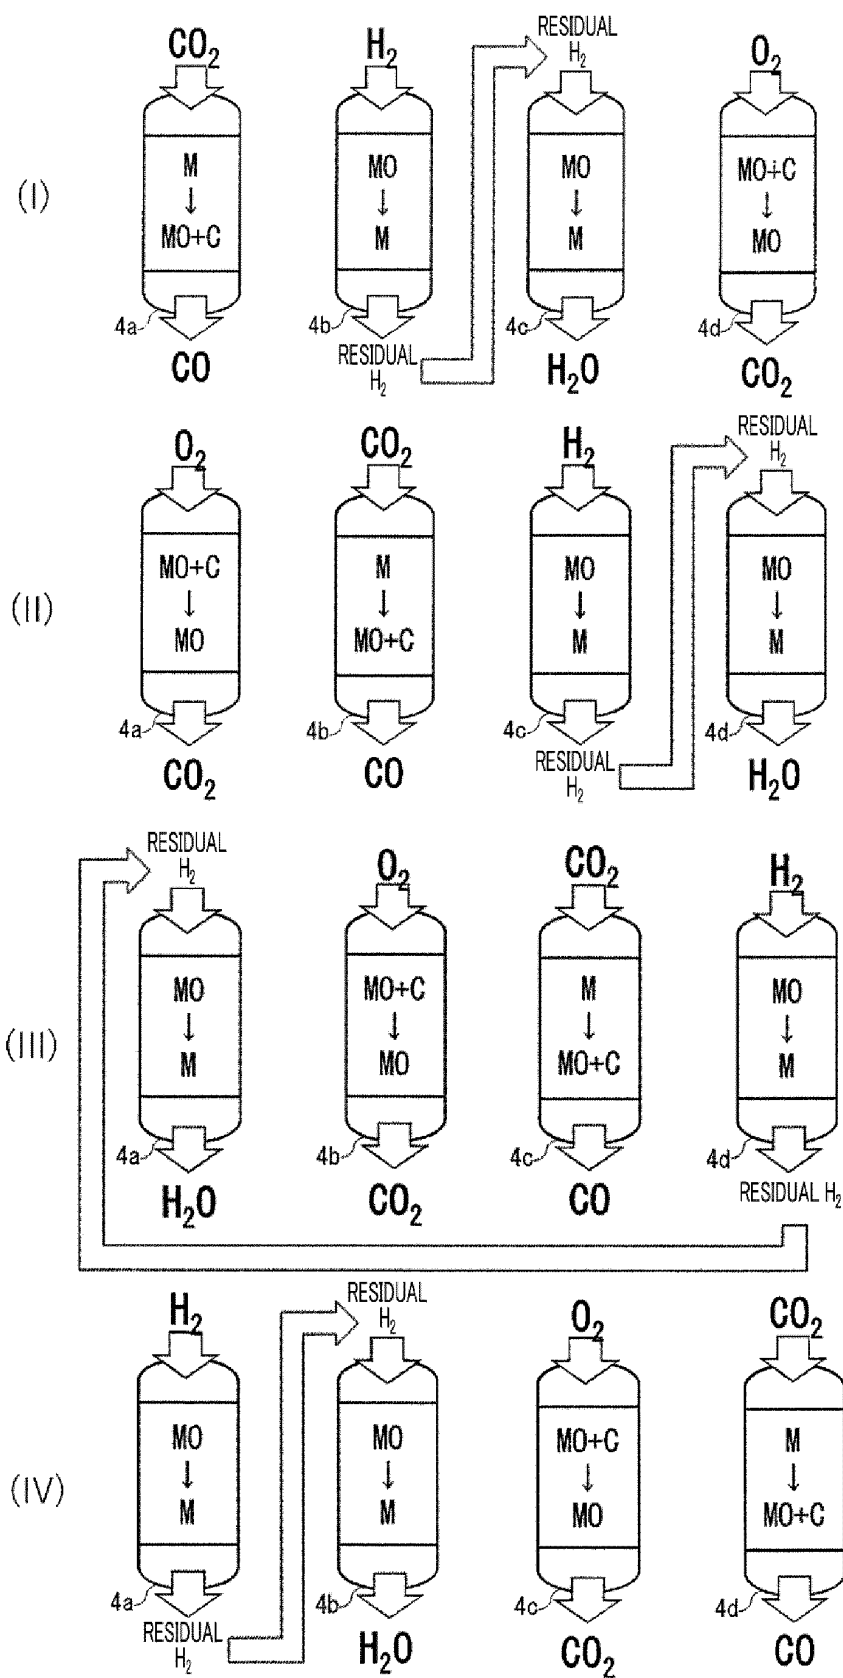 CO₂ H₂ RESIDUAL H₂ O₂
(I)
M ↓ MO+C MO ↓ M MO ↓ M MO+C ↓ MO
4a 4b 4c 4d
CO RESIDUAL H₂ H₂O CO₂
O₂ CO₂ H₂ RESIDUAL H₂
(II)
MO+C ↓ MO M ↓ MO+C MO ↓ M MO ↓ M
4a 4b 4c 4d
CO₂ CO RESIDUAL H₂ H₂O
RESIDUAL H₂ O₂ CO₂ H₂
(III)
MO ↓ M MO+C ↓ MO M ↓ MO+C MO ↓ M
4a 4b 4c 4d
H₂O CO₂ CO RESIDUAL H₂
H₂ RESIDUAL H₂ O₂ CO₂
(IV)
MO ↓ M MO ↓ M MO+C ↓ MO M ↓ MO+C
4a 4b 4c 4d
RESIDUAL H₂ H₂O CO₂ CO